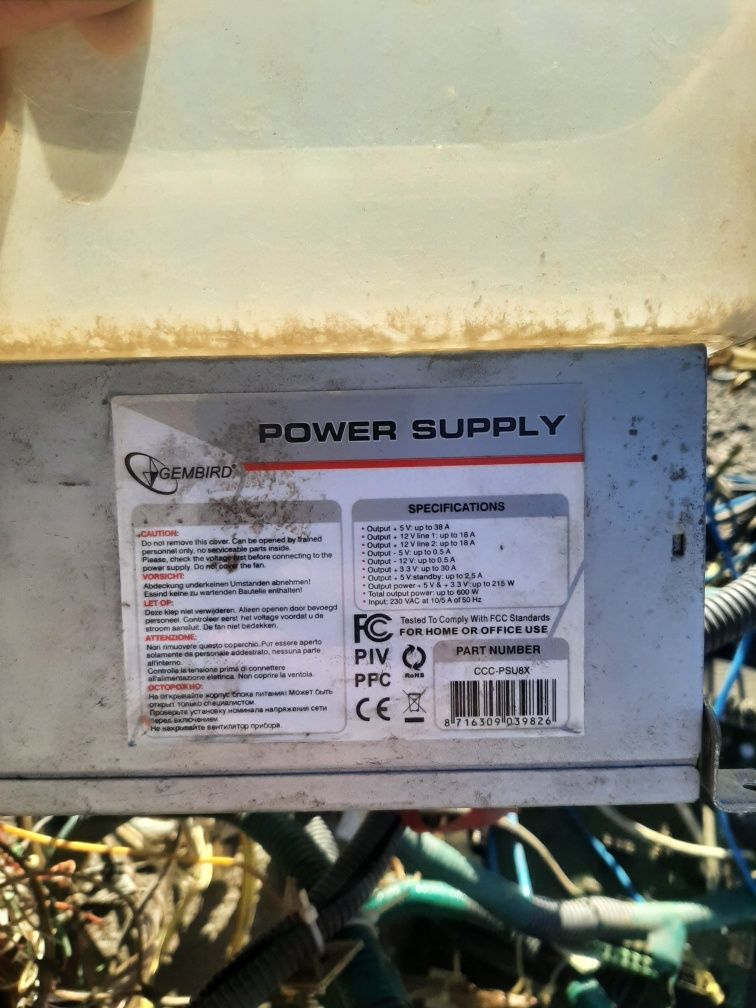 POWER SUPPLY
GEMBIRD®
CAUTION:
Do not remove this cover. Can be opened by trained
personnel only, no serviceable parts inside.
Please, check the voltage first before connecting to the
power supply. Do not cover the fan.
VORSICHT:
Abdeckung underkeinen Umstanden abnehmen!
Essind keine zu wartenden Bauteile enthalten!
LET OP:
Deze klep niet verwijderen. Alleen openen door bevoegd
personeel. Controleer eerst het voltage voordat u de
stroom aansluit. De fan niet bedekken.
ATTENZIONE:
Non rimuovere questo coperchio. Pur essere aperto
solamente da personale addestrato, nessuna parte
all'interno.
Controlla la tensione prima di connettere
all'alimentazione elettrica. Non coprire la ventola.
ОСТОРОЖНО:
Не открывайте корпус блока питания! Может быть
открыт только специалистом.
Проверьте установку номинала напряжения сети
перед включением.
Не накрывайте вентилятор прибора.
SPECIFICATIONS
• Output + 5 V: up to 38 A
• Output + 12 V line 1: up to 16 A
• Output + 12 V line 2: up to 18 A
• Output - 5 V: up to 0.5 A
• Output - 12 V: up to 0.5 A
• Output + 3.3 V: up to 30 A
• Output + 5 V standby: up to 2,5 A
• Output power + 5 V & + 3.3 V: up to 215 W
• Total output power: up to 600 W
• Input: 230 VAC at 10/5 A of 50 Hz
FC Tested To Comply With FCC Standards
FOR HOME OR OFFICE USE
PIV
PFC
RoHS
CE
PART NUMBER
CCC-PSU8X
8 716309 039826